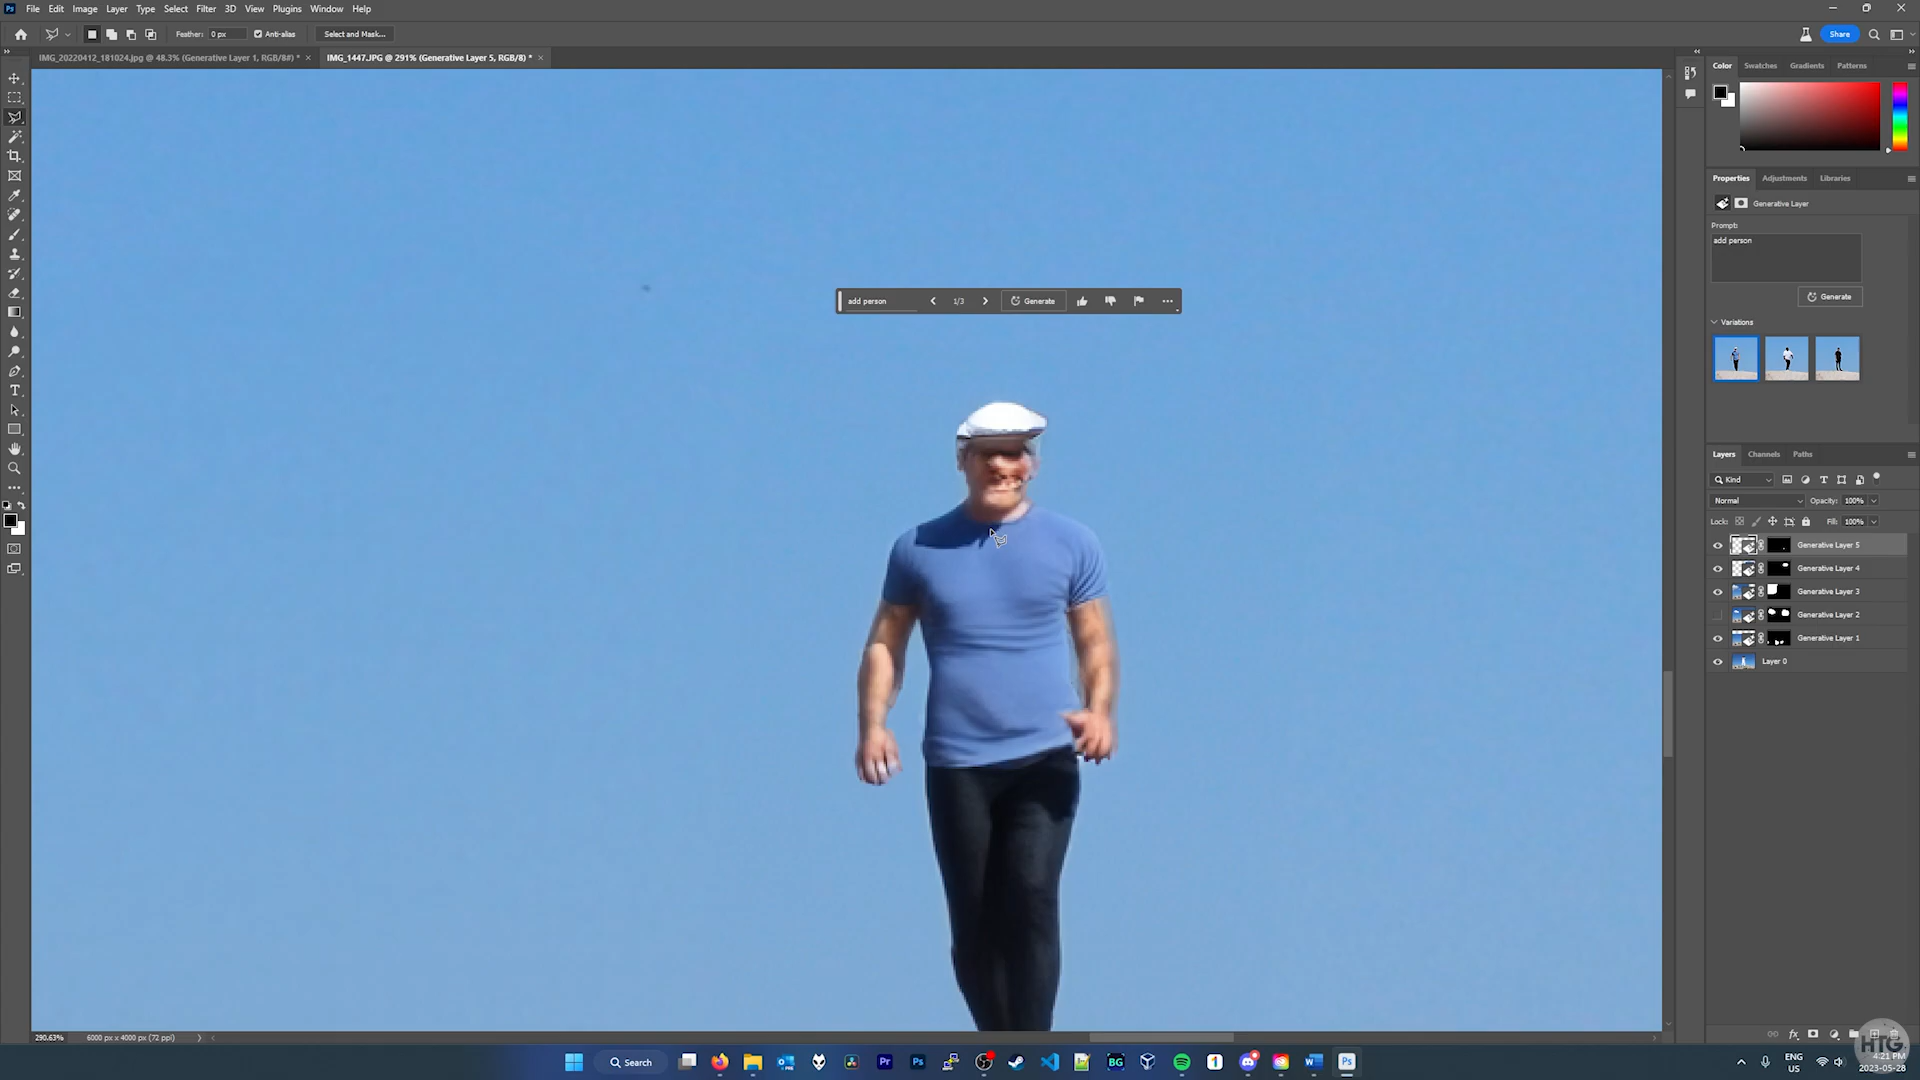 File Edit Image Layer Type Select Filter 3D View Plugins Window Help
Feather: 0 px Anti-alias Select and Mask... Share
IMG_20220412_181024.jpg @ 48.3% (Generative Layer 1, RGB/8#) * × IMG_1447.JPG @ 291% (Generative Layer 5, RGB/8) * ×
Color Swatches Gradients Patterns
Properties Adjustments Libraries
Generative Layer
Prompt:
add person
Generate
Variations
add person 1/3 Generate
Layers Channels Paths
Kind
Normal Opacity: 100%
Lock: Fill: 100%
Generative Layer 5
Generative Layer 4
Generative Layer 3
Generative Layer 2
Generative Layer 1
Layer 0
290.63% 6000 px x 4000 px (72 ppi)
Search
ENG
US
4:21 PM
2023-05-28
HTG